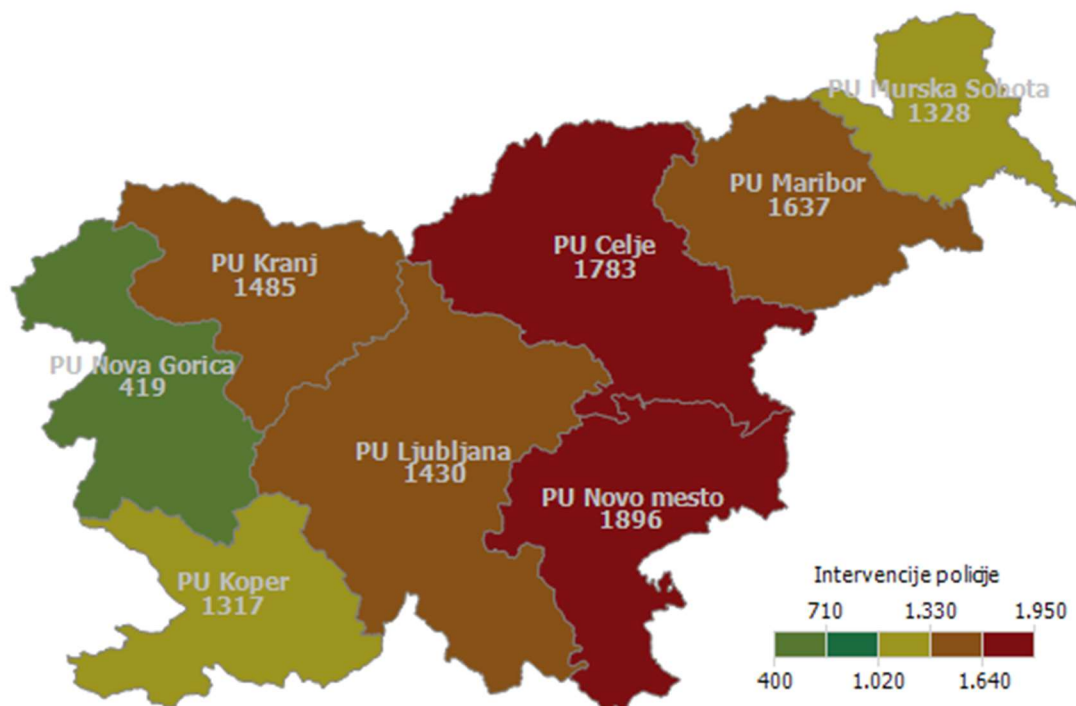 PU Murska Sobota
1328
PU Maribor
1637
PU Celje
1783
PU Kranj
1485
PU Nova Gorica
419
PU Ljubljana
1430
PU Novo mesto
1896
PU Koper
1317
Intervencije policije
710 1.330 1.950
400 1.020 1.640